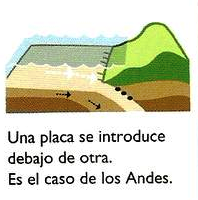 Una placa se introduce
debajo de otra.
Es el caso de los Andes.